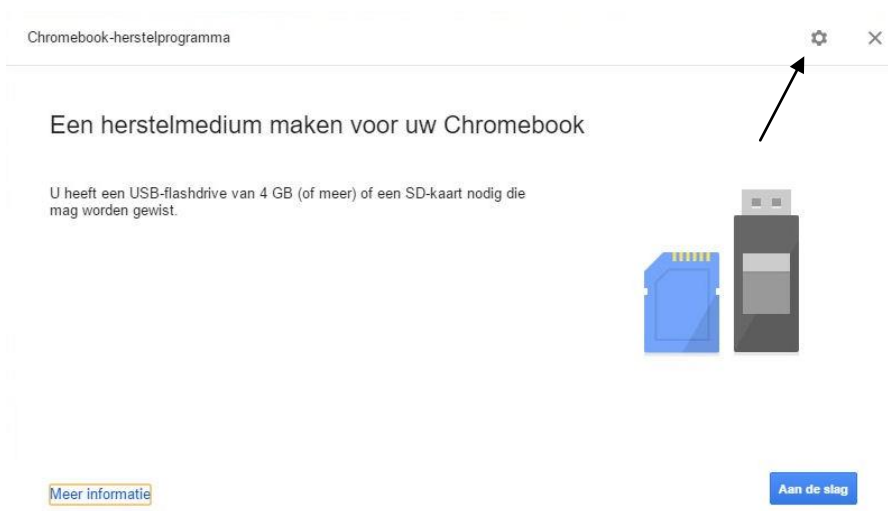 Chromebook-herstelprogramma
Een herstelmedium maken voor uw Chromebook
U heeft een USB-flashdrive van 4 GB (of meer) of een SD-kaart nodig die
mag worden gewist.
Meer informatie
Aan de slag